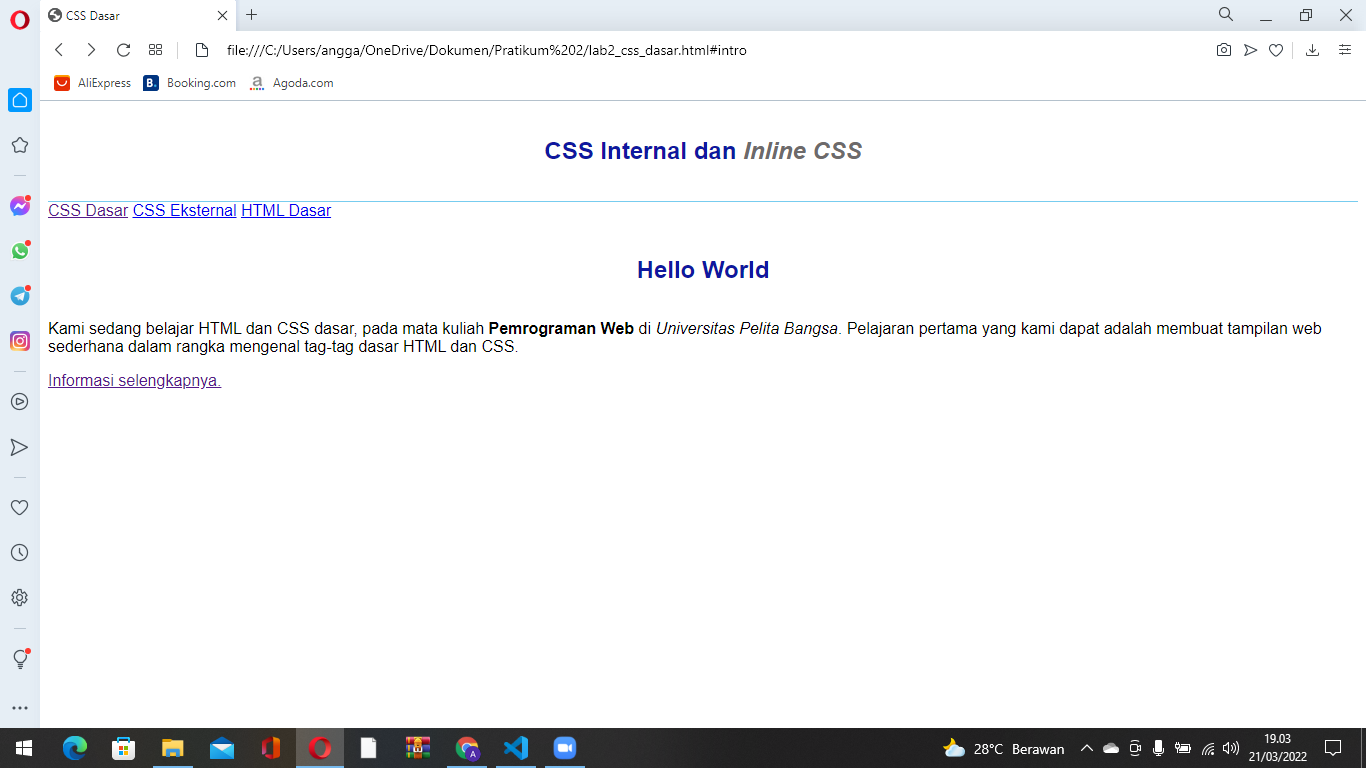 CSS Dasar
file:///C:/Users/angga/OneDrive/Dokumen/Pratikum%202/lab2_css_dasar.html#intro
AliExpress B. Booking.com a Agoda.com
CSS Internal dan Inline CSS
CSS Dasar CSS Eksternal HTML Dasar
Hello World
Kami sedang belajar HTML dan CSS dasar, pada mata kuliah Pemrograman Web di Universitas Pelita Bangsa. Pelajaran pertama yang kami dapat adalah membuat tampilan web
sederhana dalam rangka mengenal tag-tag dasar HTML dan CSS.
Informasi selengkapnya.
A
28°C Berawan
19.03
21/03/2022